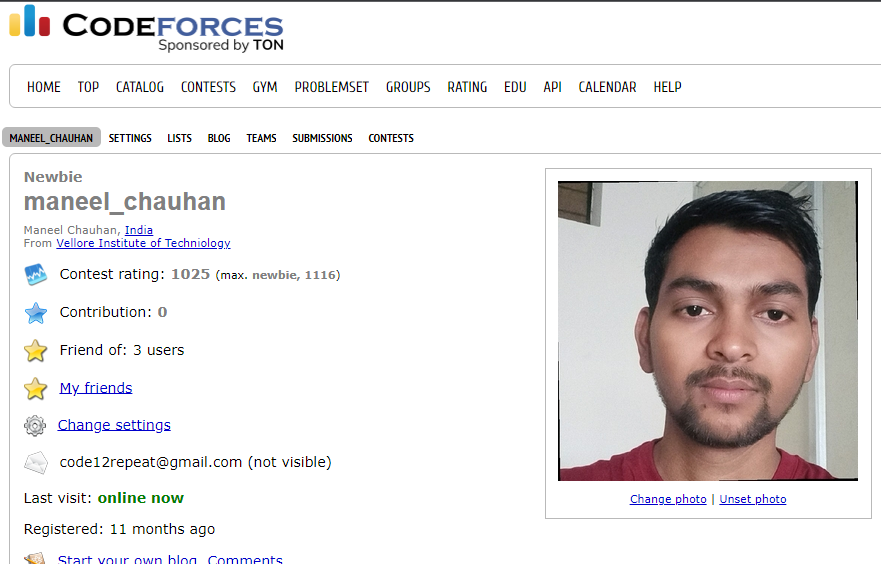 CODEFORCES
Sponsored by TON
HOME TOP CATALOG CONTESTS GYM PROBLEMSET GROUPS RATING EDU API CALENDAR HELP
MANEEL_CHAUHAN SETTINGS LISTS BLOG TEAMS SUBMISSIONS CONTESTS
Newbie
maneel_chauhan
Maneel Chauhan, India
From Vellore Institute of Techniology
Contest rating: 1025 (max. newbie, 1116)
Contribution: 0
Friend of: 3 users
My friends
Change settings
code12repeat@gmail.com (not visible)
Last visit: online now
Registered: 11 months ago
Start your own blog, Comments
Change photo | Unset photo